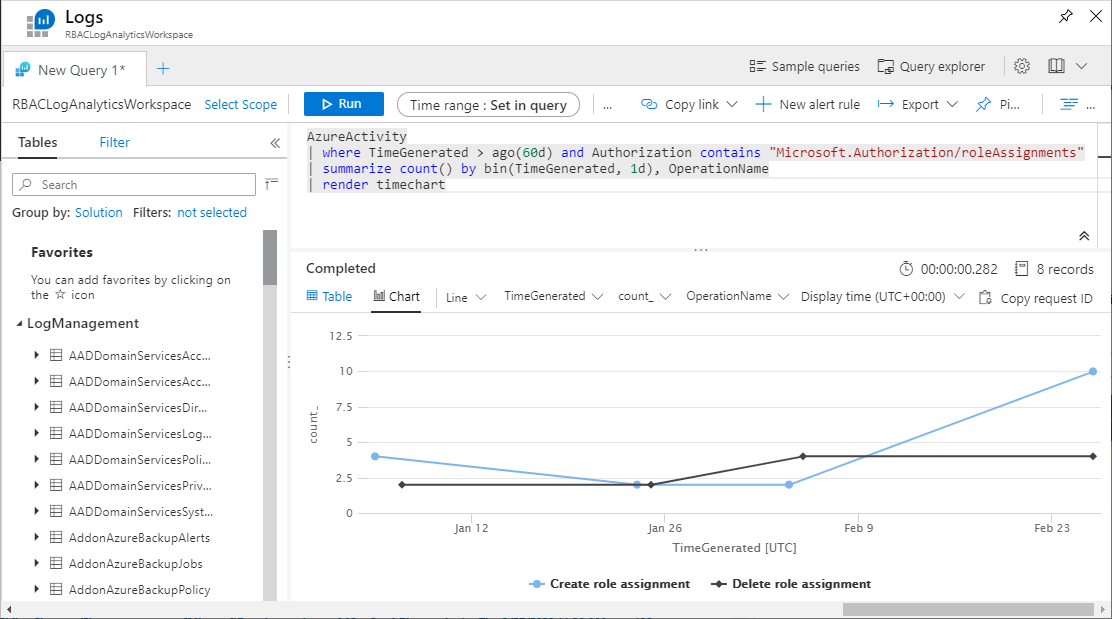 Logs
RBACLogAnalyticsWorkspace
New Query 1*
Sample queries
Query explorer
RBACLogAnalyticsWorkspace
Select Scope
Run
Time range : Set in query
...
Copy link
New alert rule
Export
Pi...
...
Tables
Filter
Search
Group by: Solution
Filters: not selected
Favorites
You can add favorites by clicking on
the ☆ icon
LogManagement
AADDomainServicesAcc...
AADDomainServicesAcc...
AADDomainServicesDir...
AADDomainServicesLog...
AADDomainServicesPoli...
AADDomainServicesPriv...
AADDomainServicesSyst...
AddonAzureBackupAlerts
AddonAzureBackupJobs
AddonAzureBackupPolicy
AzureActivity
| where TimeGenerated > ago(60d) and Authorization contains "Microsoft.Authorization/roleAssignments"
| summarize count() by bin(TimeGenerated, 1d), OperationName
| render timechart
Completed
00:00:00.282
8 records
Table
Chart
Line
TimeGenerated
count_
OperationName
Display time (UTC+00:00)
Copy request ID
12.5
10
7.5
5
2.5
0
count_
Jan 12
Jan 26
Feb 9
Feb 23
TimeGenerated [UTC]
Create role assignment
Delete role assignment